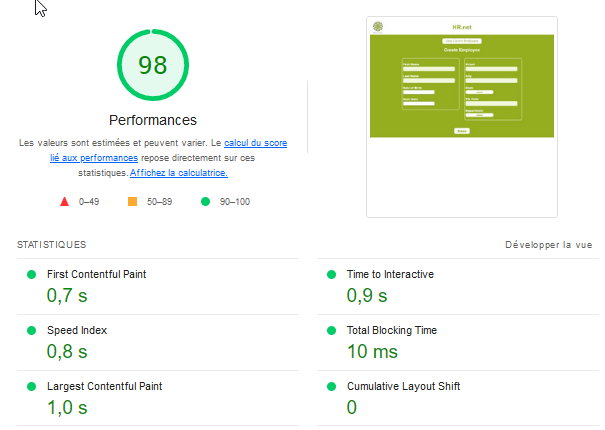 98
Performances
Les valeurs sont estimées et peuvent varier. Le calcul du score
lié aux performances repose directement sur ces
statistiques. Affichez la calculatrice.
0–49
50–89
90–100
HR.net
Create Employee
STATISTIQUES
Développer la vue
First Contentful Paint
0,7 s
Time to Interactive
0,9 s
Speed Index
0,8 s
Total Blocking Time
10 ms
Largest Contentful Paint
1,0 s
Cumulative Layout Shift
0